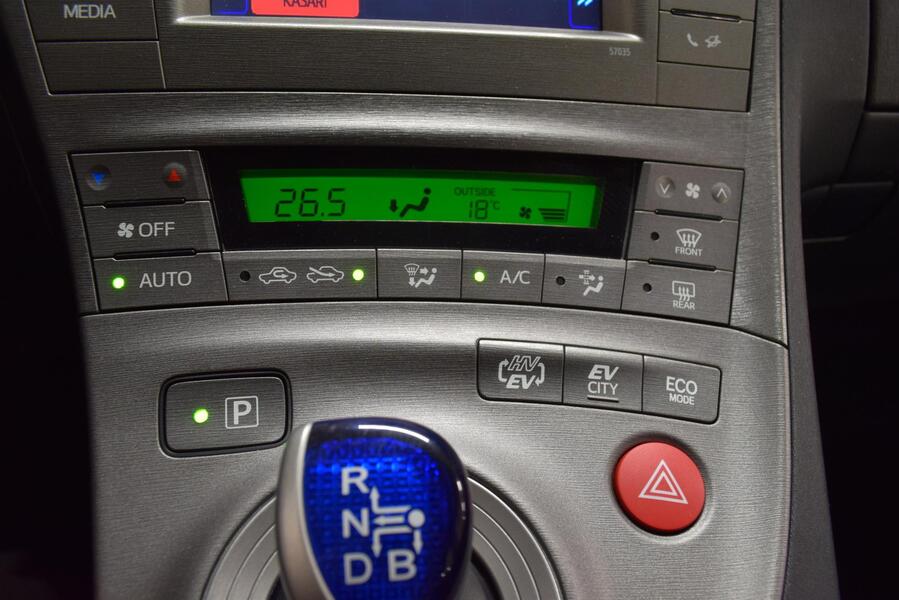 MEDIA
KASARI
57035
26.5
OUTSIDE
18°C
OFF
FRONT
AUTO
A/C
REAR
HV
EV
EV
CITY
ECO
MODE
P
R
N
D B